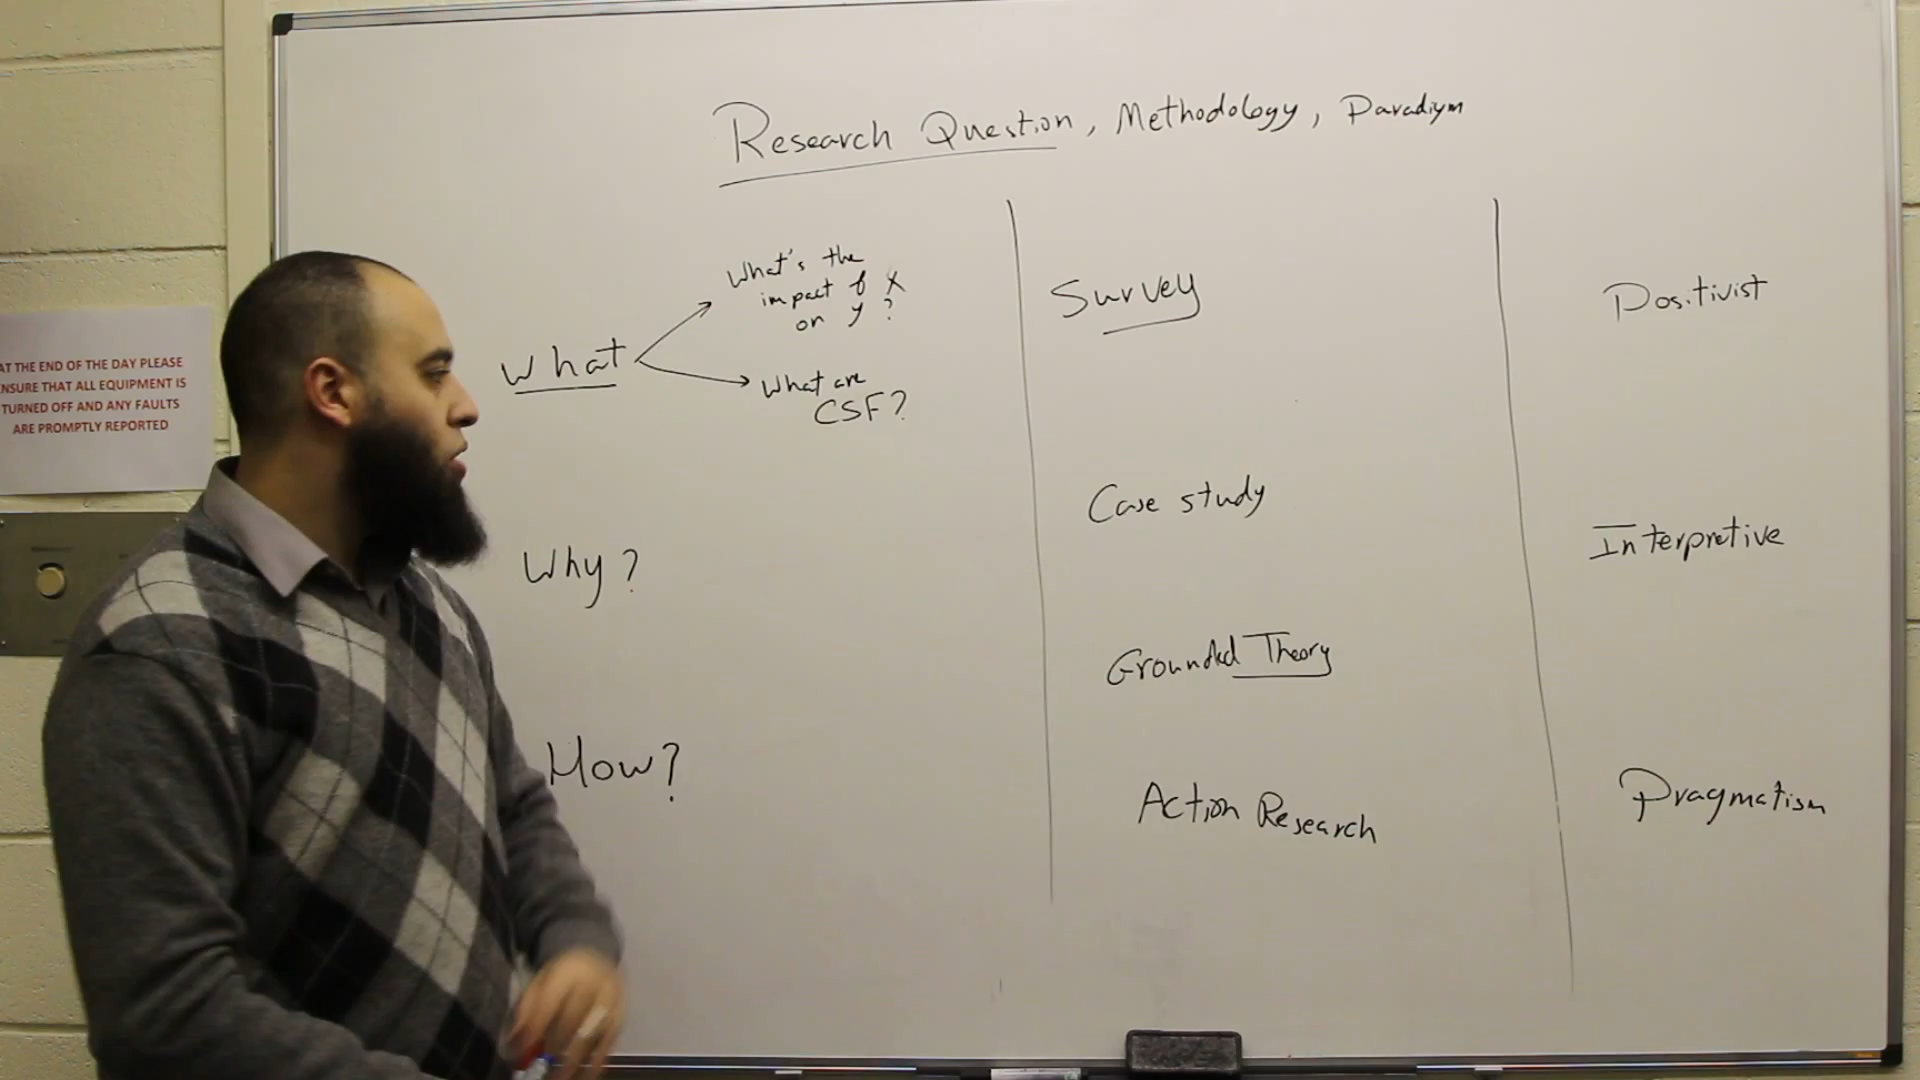 Research Question, Methodology, Paradigm
What
What's the
impact of X
on y?
What are
CSF?
Why?
How?
Survey
Case study
Grounded Theory
Action Research
Positivist
Interpretive
Pragmatism
AT THE END OF THE DAY PLEASE
ENSURE THAT ALL EQUIPMENT IS
TURNED OFF AND ANY FAULTS
ARE PROMPTLY REPORTED